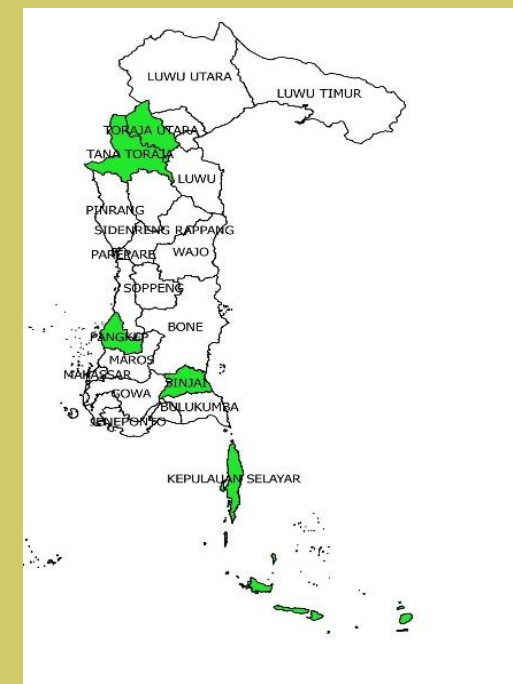 LUWU UTARA
LUWU TIMUR
TORAJA UTARA
TANA TORAJA
LUWU
PINRANG
SIDENRENG RAPPANG
PAREPARE
WAJO
SOPPENG
BONE
PANGKEP
MAROS
MAKASSAR
SINJAI
GOWA
BULUKUMBA
JENEPONTO
KEPULAUAN SELAYAR